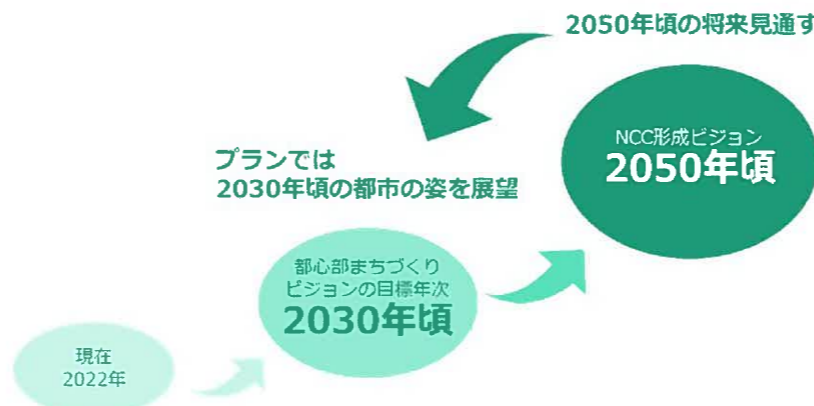 2050年頃の将来見通す
NCC形成ビジョン
2050年頃
プランでは
2030年頃の都市の姿を展望
都心部まちづくり
ビジョンの目標年次
2030年頃
現在
2022年